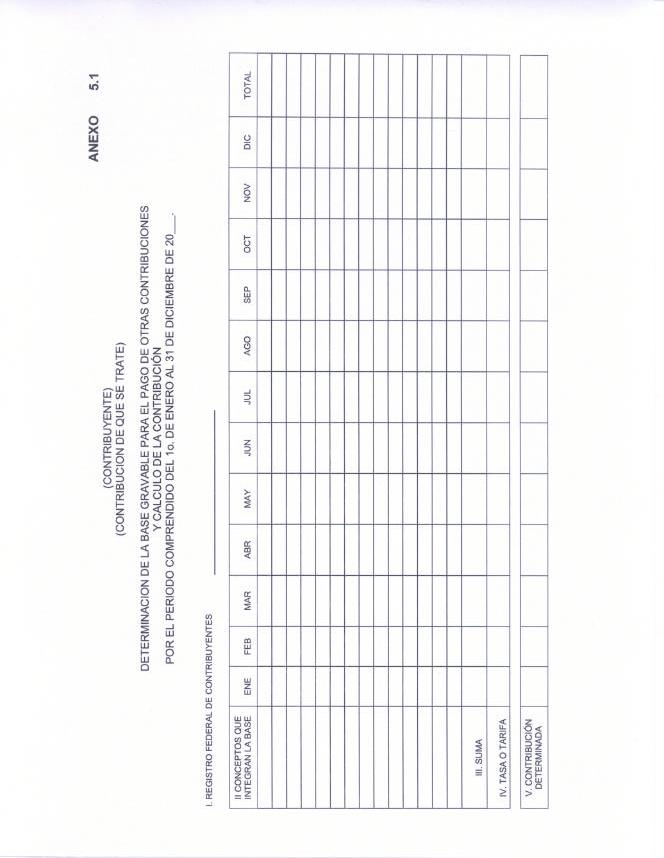 ANEXO 5.1
(CONTRIBUYENTE)
(CONTRIBUCION DE QUE SE TRATE)
DETERMINACION DE LA BASE GRAVABLE PARA EL PAGO DE OTRAS CONTRIBUCIONES
Y CALCULO DE LA CONTRIBUCIÓN
POR EL PERIODO COMPRENDIDO DEL 1o. DE ENERO AL 31 DE DICIEMBRE DE 20___.
I. REGISTRO FEDERAL DE CONTRIBUYENTES
II CONCEPTOS QUE
INTEGRAN LA BASE
ENE FEB MAR ABR MAY JUN JUL AGO SEP OCT NOV DIC TOTAL
III. SUMA
IV. TASA O TARIFA
V. CONTRIBUCIÓN
DETERMINADA